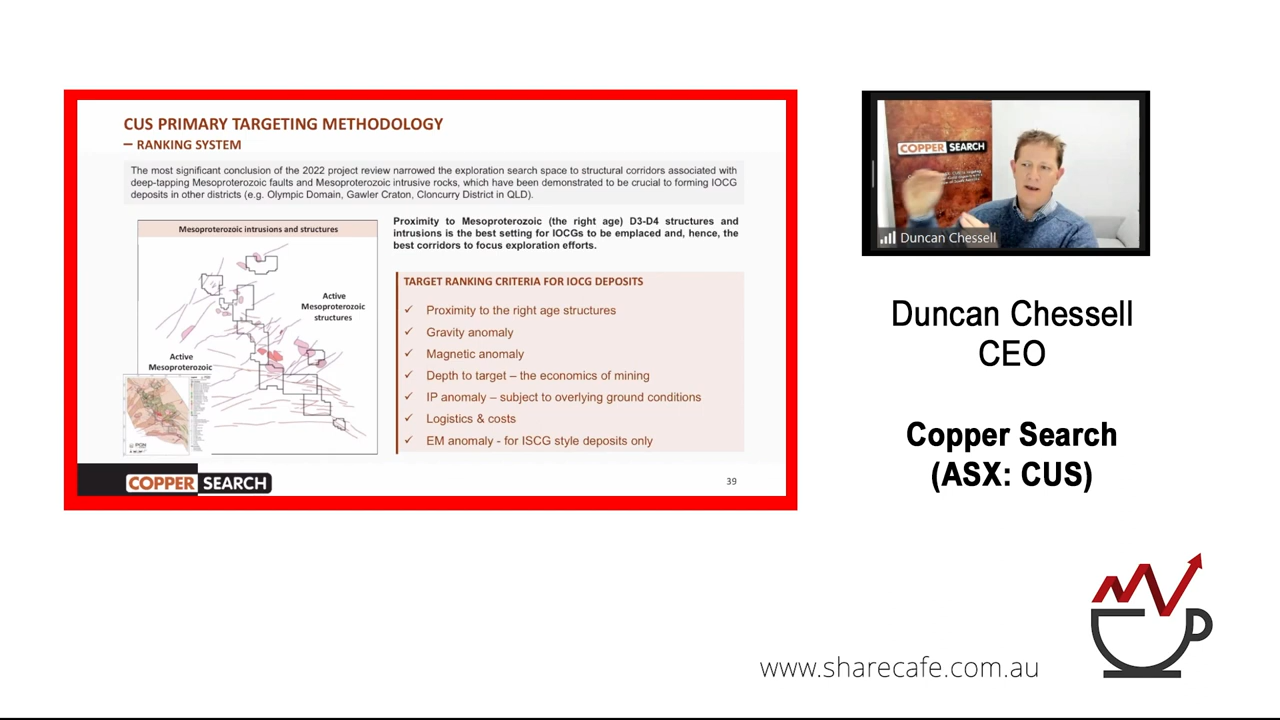 CUS PRIMARY TARGETING METHODOLOGY
– RANKING SYSTEM
The most significant conclusion of the 2022 project review narrowed the exploration search space to structural corridors associated with
deep-tapping Mesoproterozoic faults and Mesoproterozoic intrusive rocks, which have been demonstrated to be crucial to forming IOCG
deposits in other districts (e.g. Olympic Domain, Gawler Craton, Cloncurry District in QLD).
Mesoproterozoic intrusions and structures
Active
Mesoproterozoic
structures
Active
Mesoproterozoic
Proximity to Mesoproterozoic (the right age) D3-D4 structures and
intrusions is the best setting for IOCGs to be emplaced and, hence, the
best corridors to focus exploration efforts.
TARGET RANKING CRITERIA FOR IOCG DEPOSITS
✓ Proximity to the right age structures
✓ Gravity anomaly
✓ Magnetic anomaly
✓ Depth to target – the economics of mining
✓ IP anomaly – subject to overlying ground conditions
✓ Logistics & costs
✓ EM anomaly - for ISCG style deposits only
COPPER SEARCH
39
COPPER SEARCH
Duncan Chessell
Duncan Chessell
CEO
Copper Search
(ASX: CUS)
www.sharecafe.com.au